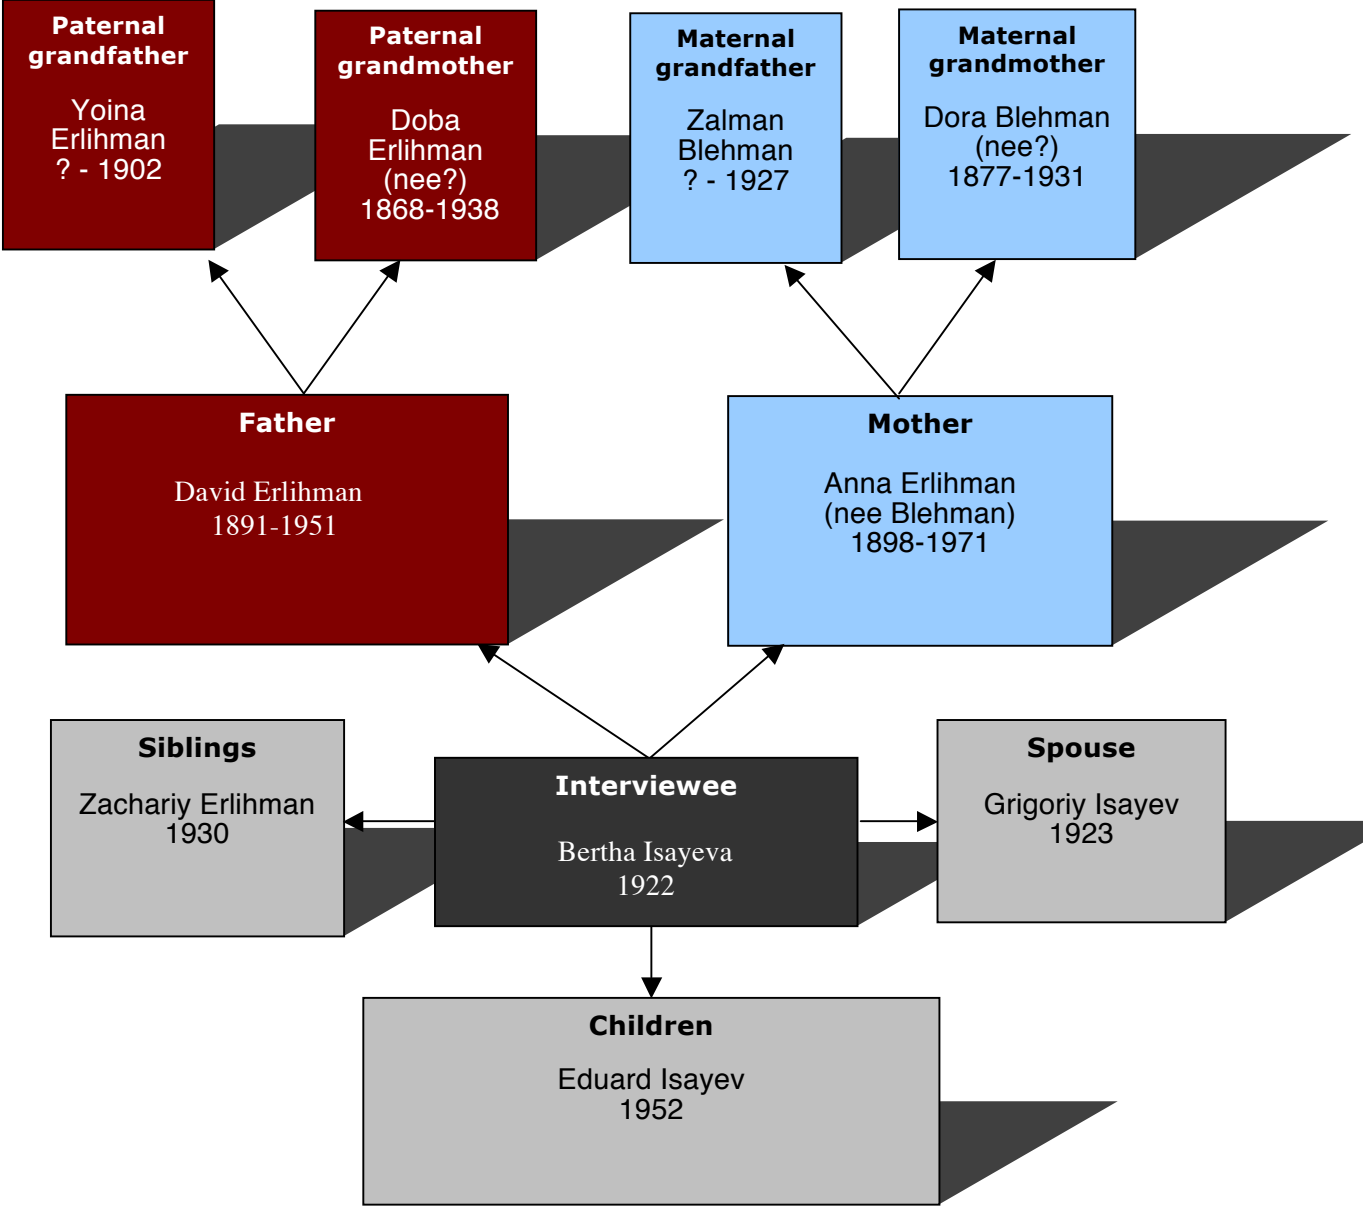 Paternal
grandfather
Yoina
Erlihman
? - 1902
Paternal
grandmother
Doba
Erlihman
(nee?)
1868-1938
Maternal
grandfather
Zalman
Blehman
? - 1927
Maternal
grandmother
Dora Blehman
(nee?)
1877-1931
Father
David Erlihman
1891-1951
Mother
Anna Erlihman
(nee Blehman)
1898-1971
Siblings
Zachariy Erlihman
1930
Interviewee
Bertha Isayeva
1922
Spouse
Grigoriy Isayev
1923
Children
Eduard Isayev
1952